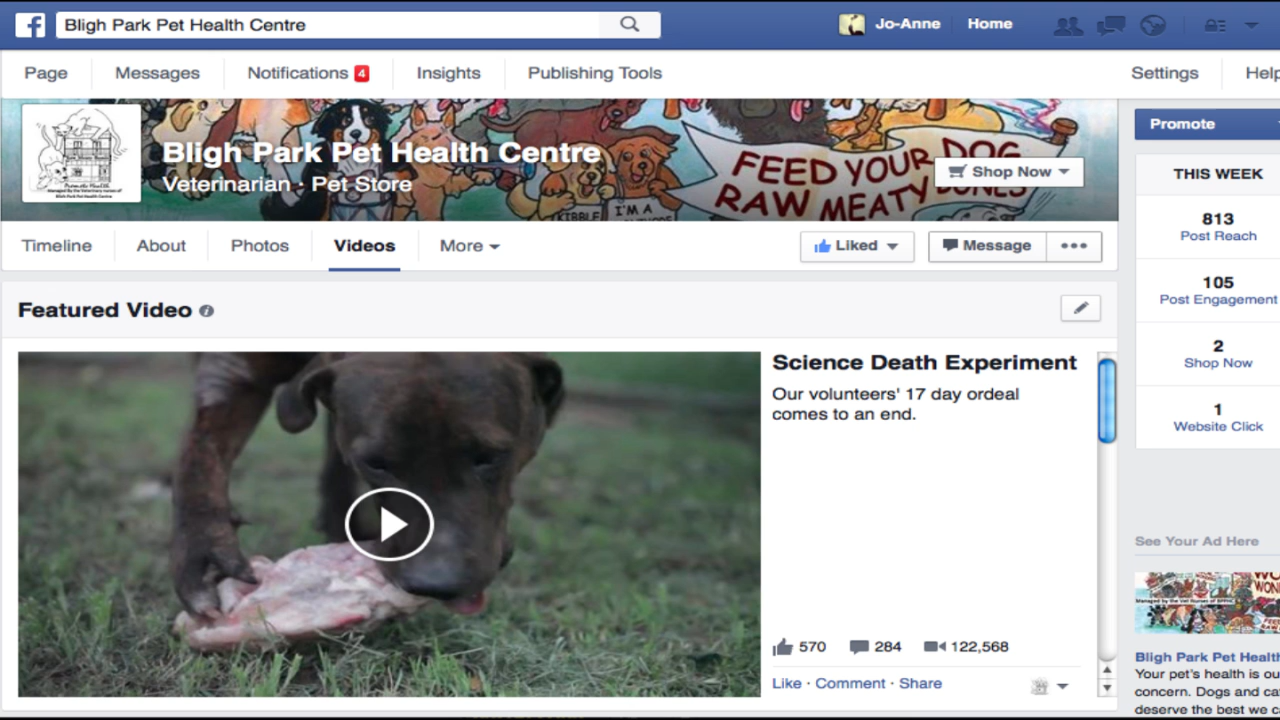 Bligh Park Pet Health Centre
Jo-Anne
Home
Page
Messages
Notifications 4
Insights
Publishing Tools
Settings
Help
Bligh Park Pet Health Centre
Veterinarian · Pet Store
KIBBLE
I'M A
FEED YOUR DOG
RAW MEATY BONES
Shop Now
Timeline
About
Photos
Videos
More
Liked
Message
Promote
THIS WEEK
813
Post Reach
105
Post Engagement
2
Shop Now
1
Website Click
Featured Video
Science Death Experiment
Our volunteers' 17 day ordeal
comes to an end.
570
284
122,568
Like · Comment · Share
See Your Ad Here
Bligh Park Pet Health
Your pet's health is ou
concern. Dogs and ca
deserve the best we c